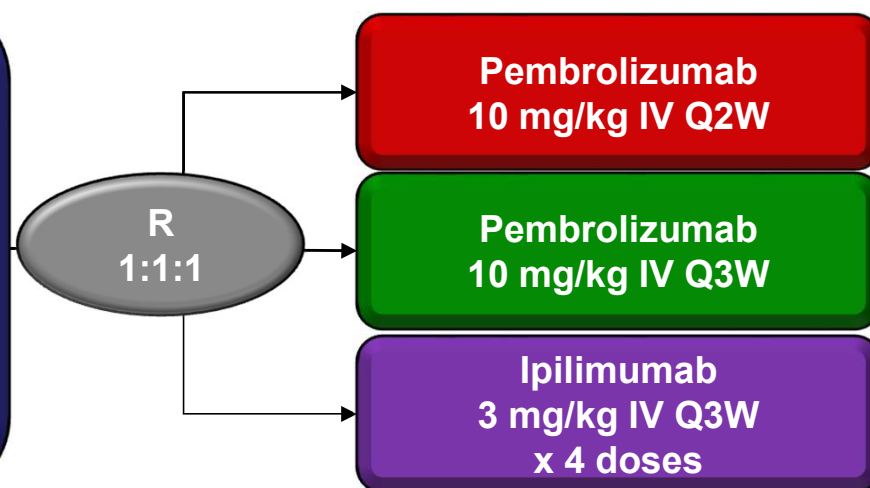 Pembrolizumab
10 mg/kg IV Q2W
R
1:1:1
Pembrolizumab
10 mg/kg IV Q3W
Ipilimumab
3 mg/kg IV Q3W
x 4 doses